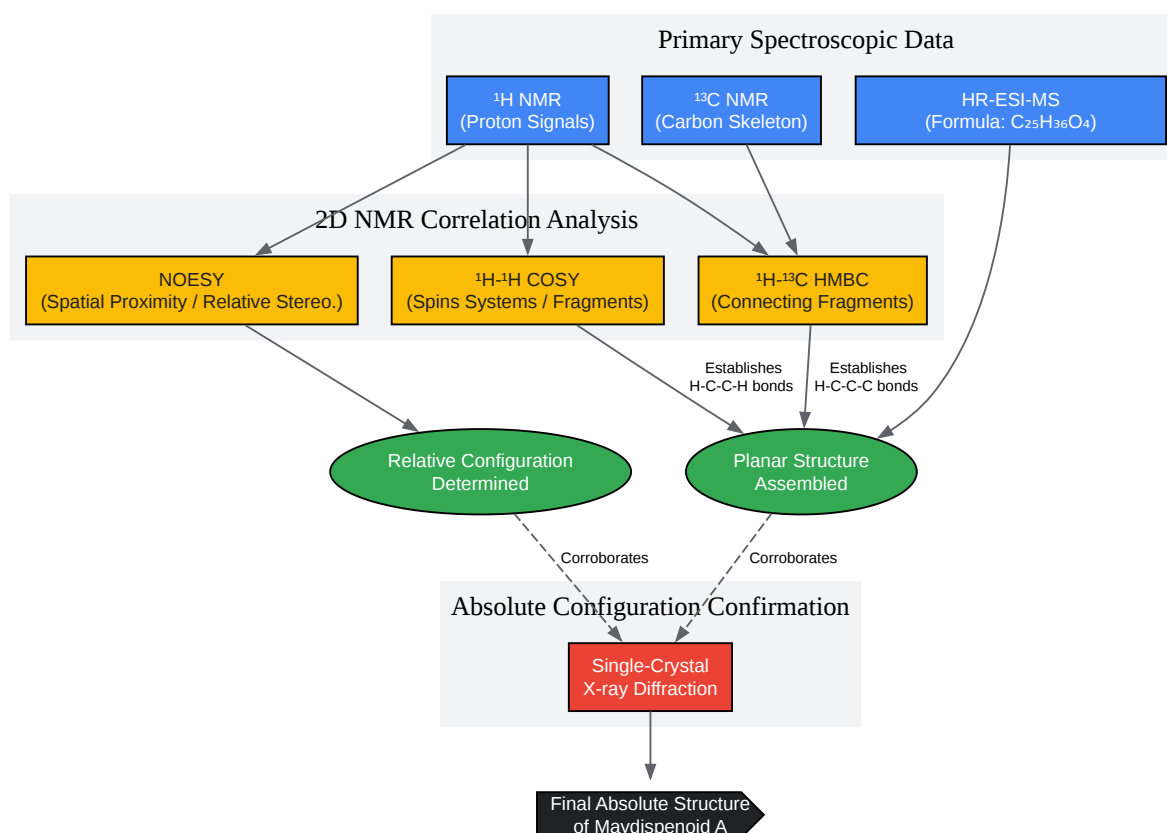 Primary Spectroscopic Data
¹H NMR
(Proton Signals)
¹³C NMR
(Carbon Skeleton)
HR-ESI-MS
(Formula: C₂₅H₃₆O₄)
2D NMR Correlation Analysis
NOESY
(Spatial Proximity / Relative Stereo.)
¹H-¹H COSY
(Spins Systems / Fragments)
¹H-¹³C HMBC
(Connecting Fragments)
Establishes
H-C-C-H bonds
Establishes
H-C-C-C bonds
Relative Configuration
Determined
Planar Structure
Assembled
Corroborates
Corroborates
Absolute Configuration Confirmation
Single-Crystal
X-ray Diffraction
Final Absolute Structure
of Maydispenoid A